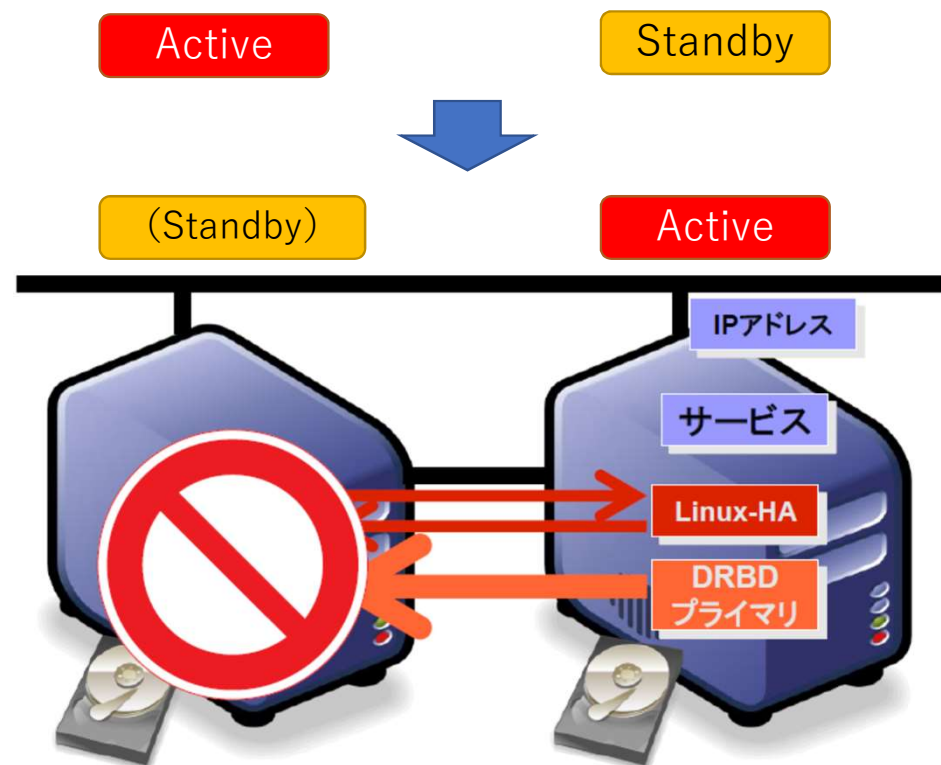 Active
Standby
(Standby)
Active
IPアドレス
サービス
Linux-HA
DRBD
プライマリ